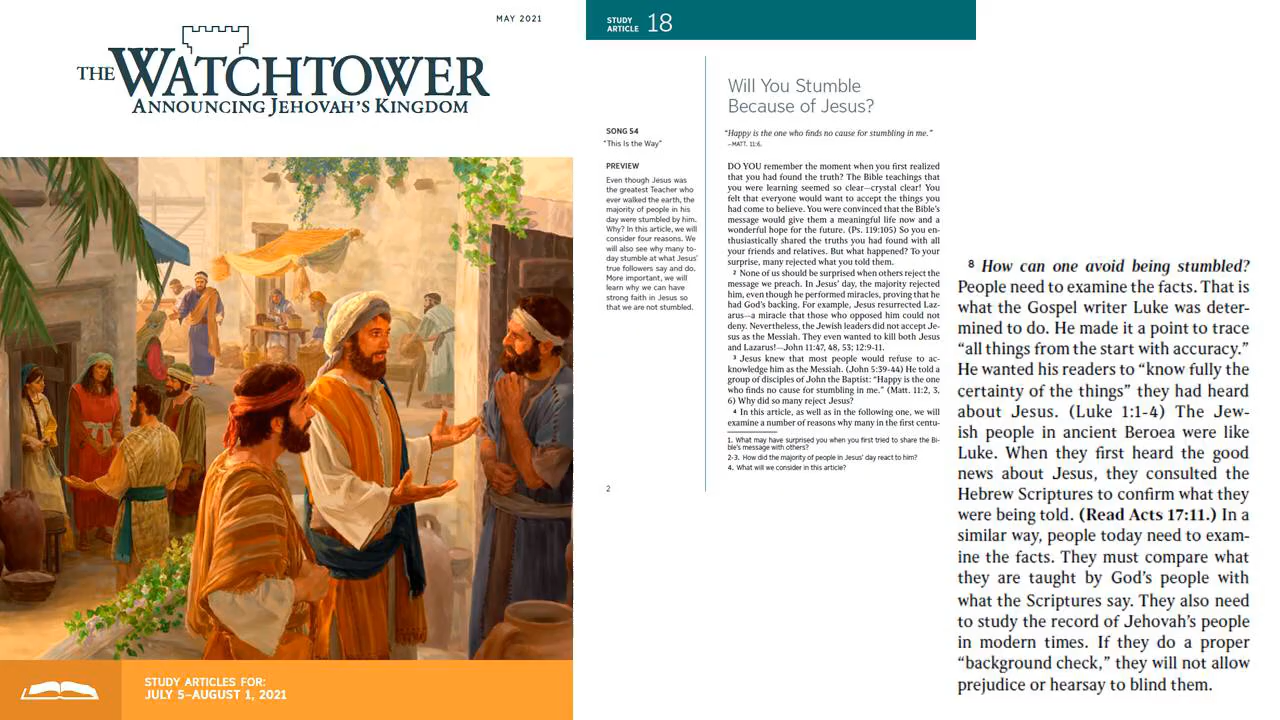 MAY 2021
THE WATCHTOWER
ANNOUNCING JEHOVAH'S KINGDOM
STUDY ARTICLES FOR:
JULY 5–AUGUST 1, 2021
STUDY
ARTICLE 18
SONG 54
“This Is the Way”
PREVIEW
Even though Jesus was
the greatest Teacher who
ever walked the earth, the
majority of people in his
day were stumbled by him.
Why? In this article, we will
consider four reasons. We
will also see why many to-
day stumble at what Jesus’
true followers say and do.
More important, we will
learn why we can have
strong faith in Jesus so
that we are not stumbled.
2
Will You Stumble
Because of Jesus?
“Happy is the one who finds no cause for stumbling in me.”
—MATT. 11:6.
DO YOU remember the moment when you first realized
that you had found the truth? The Bible teachings that
you were learning seemed so clear—crystal clear! You
felt that everyone would want to accept the things you
had come to believe. You were convinced that the Bible’s
message would give them a meaningful life now and a
wonderful hope for the future. (Ps. 119:105) So you en-
thusiastically shared the truths you had found with all
your friends and relatives. But what happened? To your
surprise, many rejected what you told them.
2 None of us should be surprised when others reject the
message we preach. In Jesus’ day, the majority rejected
him, even though he performed miracles, proving that he
had God’s backing. For example, Jesus resurrected Laz-
arus—a miracle that those who opposed him could not
deny. Nevertheless, the Jewish leaders did not accept Je-
sus as the Messiah. They even wanted to kill both Jesus
and Lazarus!—John 11:47, 48, 53; 12:9-11.
3 Jesus knew that most people would refuse to ac-
knowledge him as the Messiah. (John 5:39-44) He told a
group of disciples of John the Baptist: “Happy is the one
who finds no cause for stumbling in me.” (Matt. 11:2, 3,
6) Why did so many reject Jesus?
4 In this article, as well as in the following one, we will
examine a number of reasons why many in the first centu-
1. What may have surprised you when you first tried to share the Bi-
ble’s message with others?
2-3. How did the majority of people in Jesus’ day react to him?
4. What will we consider in this article?
8 How can one avoid being stumbled?
People need to examine the facts. That is
what the Gospel writer Luke was deter-
mined to do. He made it a point to trace
“all things from the start with accuracy.”
He wanted his readers to “know fully the
certainty of the things” they had heard
about Jesus. (Luke 1:1-4) The Jew-
ish people in ancient Beroea were like
Luke. When they first heard the good
news about Jesus, they consulted the
Hebrew Scriptures to confirm what they
were being told. (Read Acts 17:11.) In a
similar way, people today need to exam-
ine the facts. They must compare what
they are taught by God’s people with
what the Scriptures say. They also need
to study the record of Jehovah’s people
in modern times. If they do a proper
“background check,” they will not allow
prejudice or hearsay to blind them.